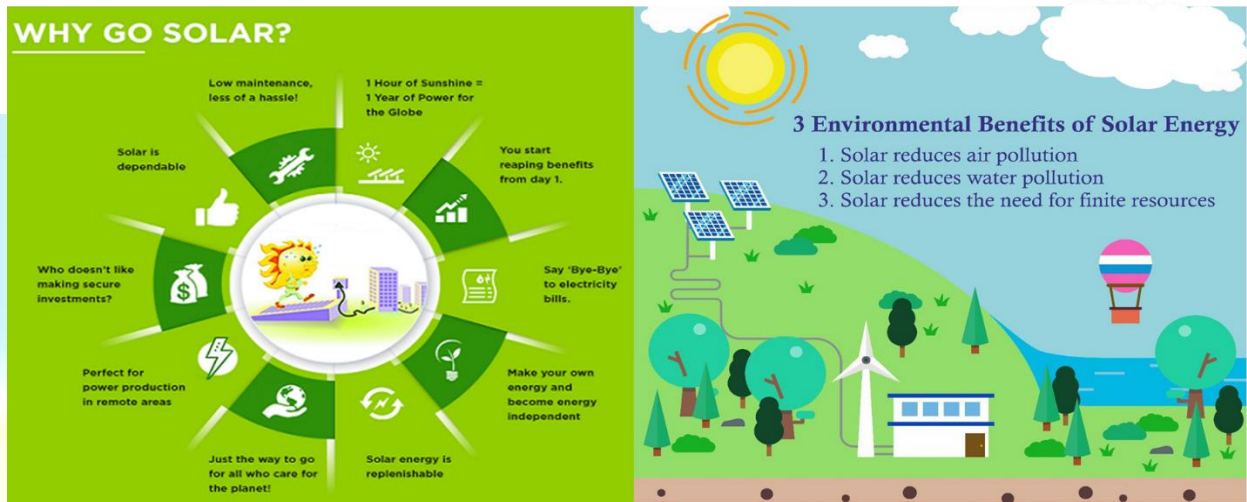 WHY GO SOLAR?
Low maintenance,
less of a hassle!
1 Hour of Sunshine =
1 Year of Power for
the Globe
You start
reaping benefits
from day 1.
Say ‘Bye-Bye’
to electricity
bills.
Make your own
energy and
become energy
independent
Solar energy is
replenishable
Just the way to go
for all who care for
the planet!
Perfect for
power production
in remote areas
Who doesn't like
making secure
investments?
Solar is
dependable
$
3 Environmental Benefits of Solar Energy
1. Solar reduces air pollution
2. Solar reduces water pollution
3. Solar reduces the need for finite resources